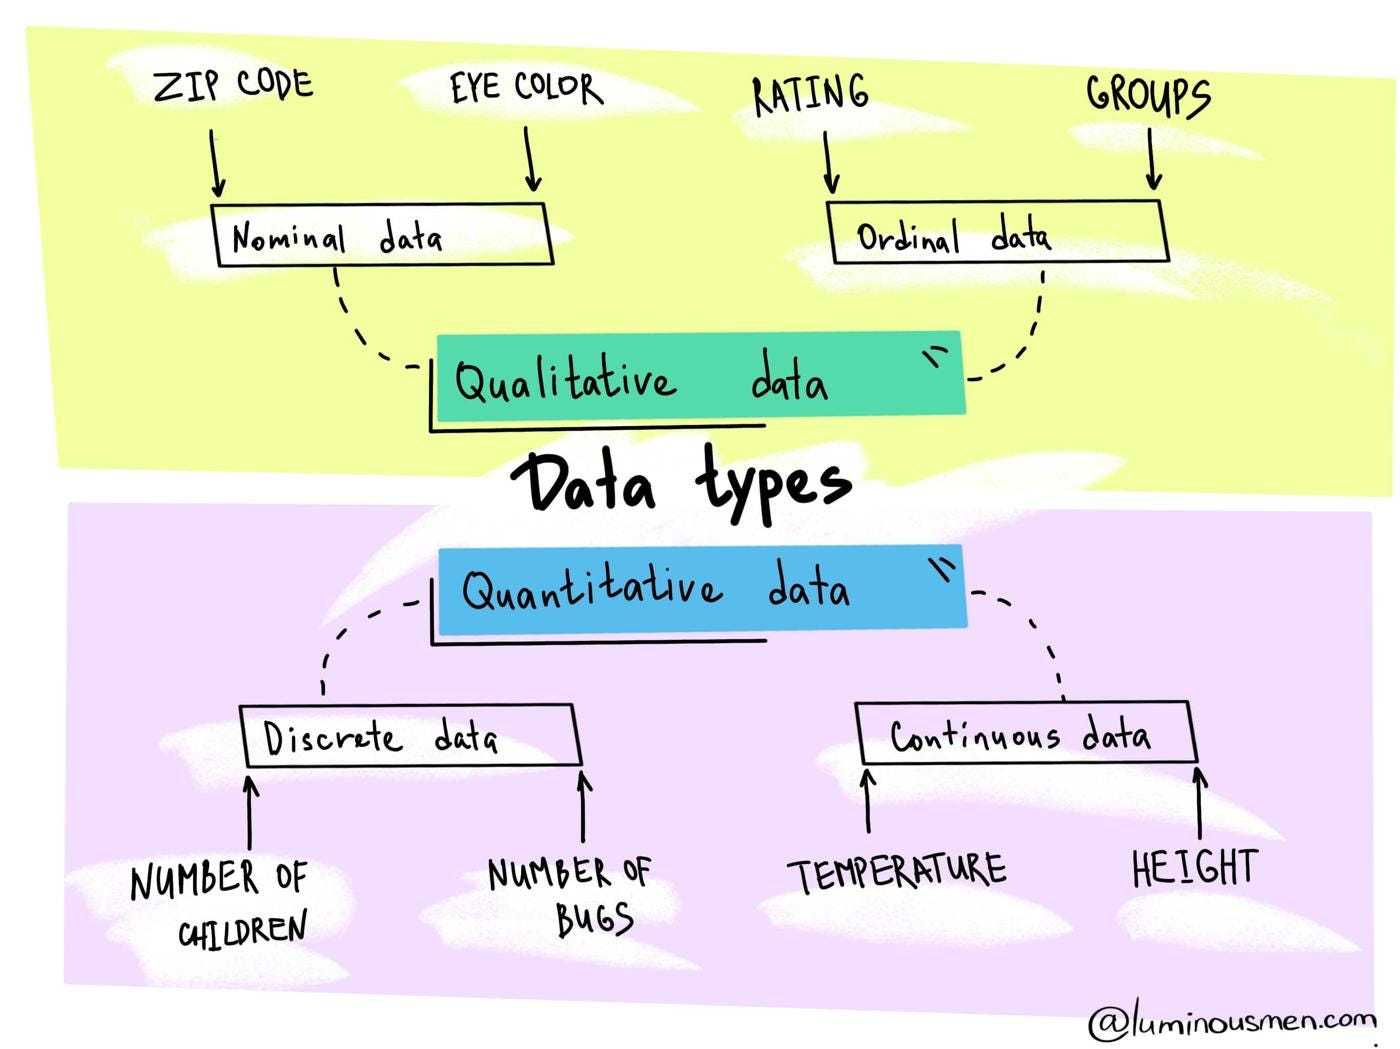 ZIP CODE
EYE COLOR
RATING
GROUPS
Nominal data
Ordinal data
Qualitative data
Data types
Quantitative data
Discrete data
Continuous data
NUMBER OF
CHILDREN
NUMBER OF
BUGS
TEMPERATURE
HEIGHT
@luminousmen.com